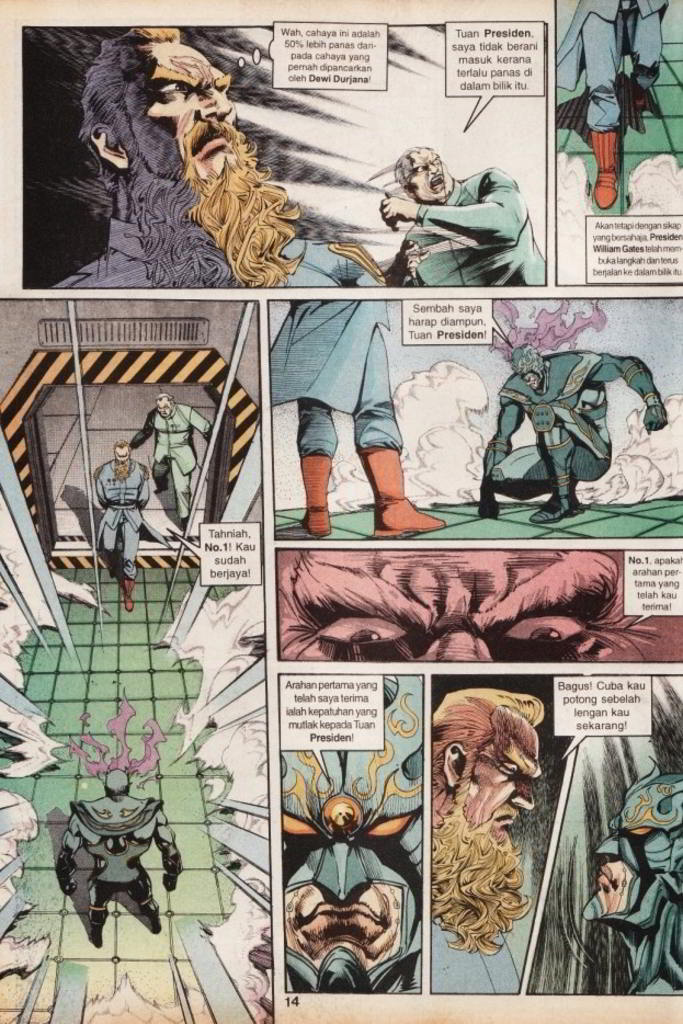 Wah, cahaya ini adalah
50% lebih panas dari-
pada cahaya yang
pernah dipancarkan
oleh Dewi Durjana!
Tuan Presiden,
saya tidak berani
masuk kerana
terlalu panas di
dalam bilik itu.
Akan tetapi dengan sikap
yang bersahaja, Presiden
William Gates telah mem-
buka langkah dan terus
berjalan ke dalam bilik itu.
Tahniah,
No.1! Kau
sudah
berjaya!
Sembah saya
harap diampun,
Tuan Presiden!
No.1, apakah
arahan per-
tama yang
telah kau
terima!
Arahan pertama yang
telah saya terima
ialah kepatuhan yang
mutlak kepada Tuan
Presiden!
Bagus! Cuba kau
potong sebelah
lengan kau
sekarang!
14